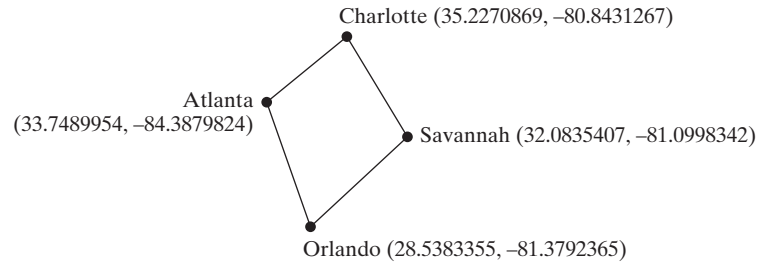 Charlotte (35.2270869, –80.8431267)
Atlanta
(33.7489954, –84.3879824)
Savannah (32.0835407, –81.0998342)
Orlando (28.5383355, –81.3792365)